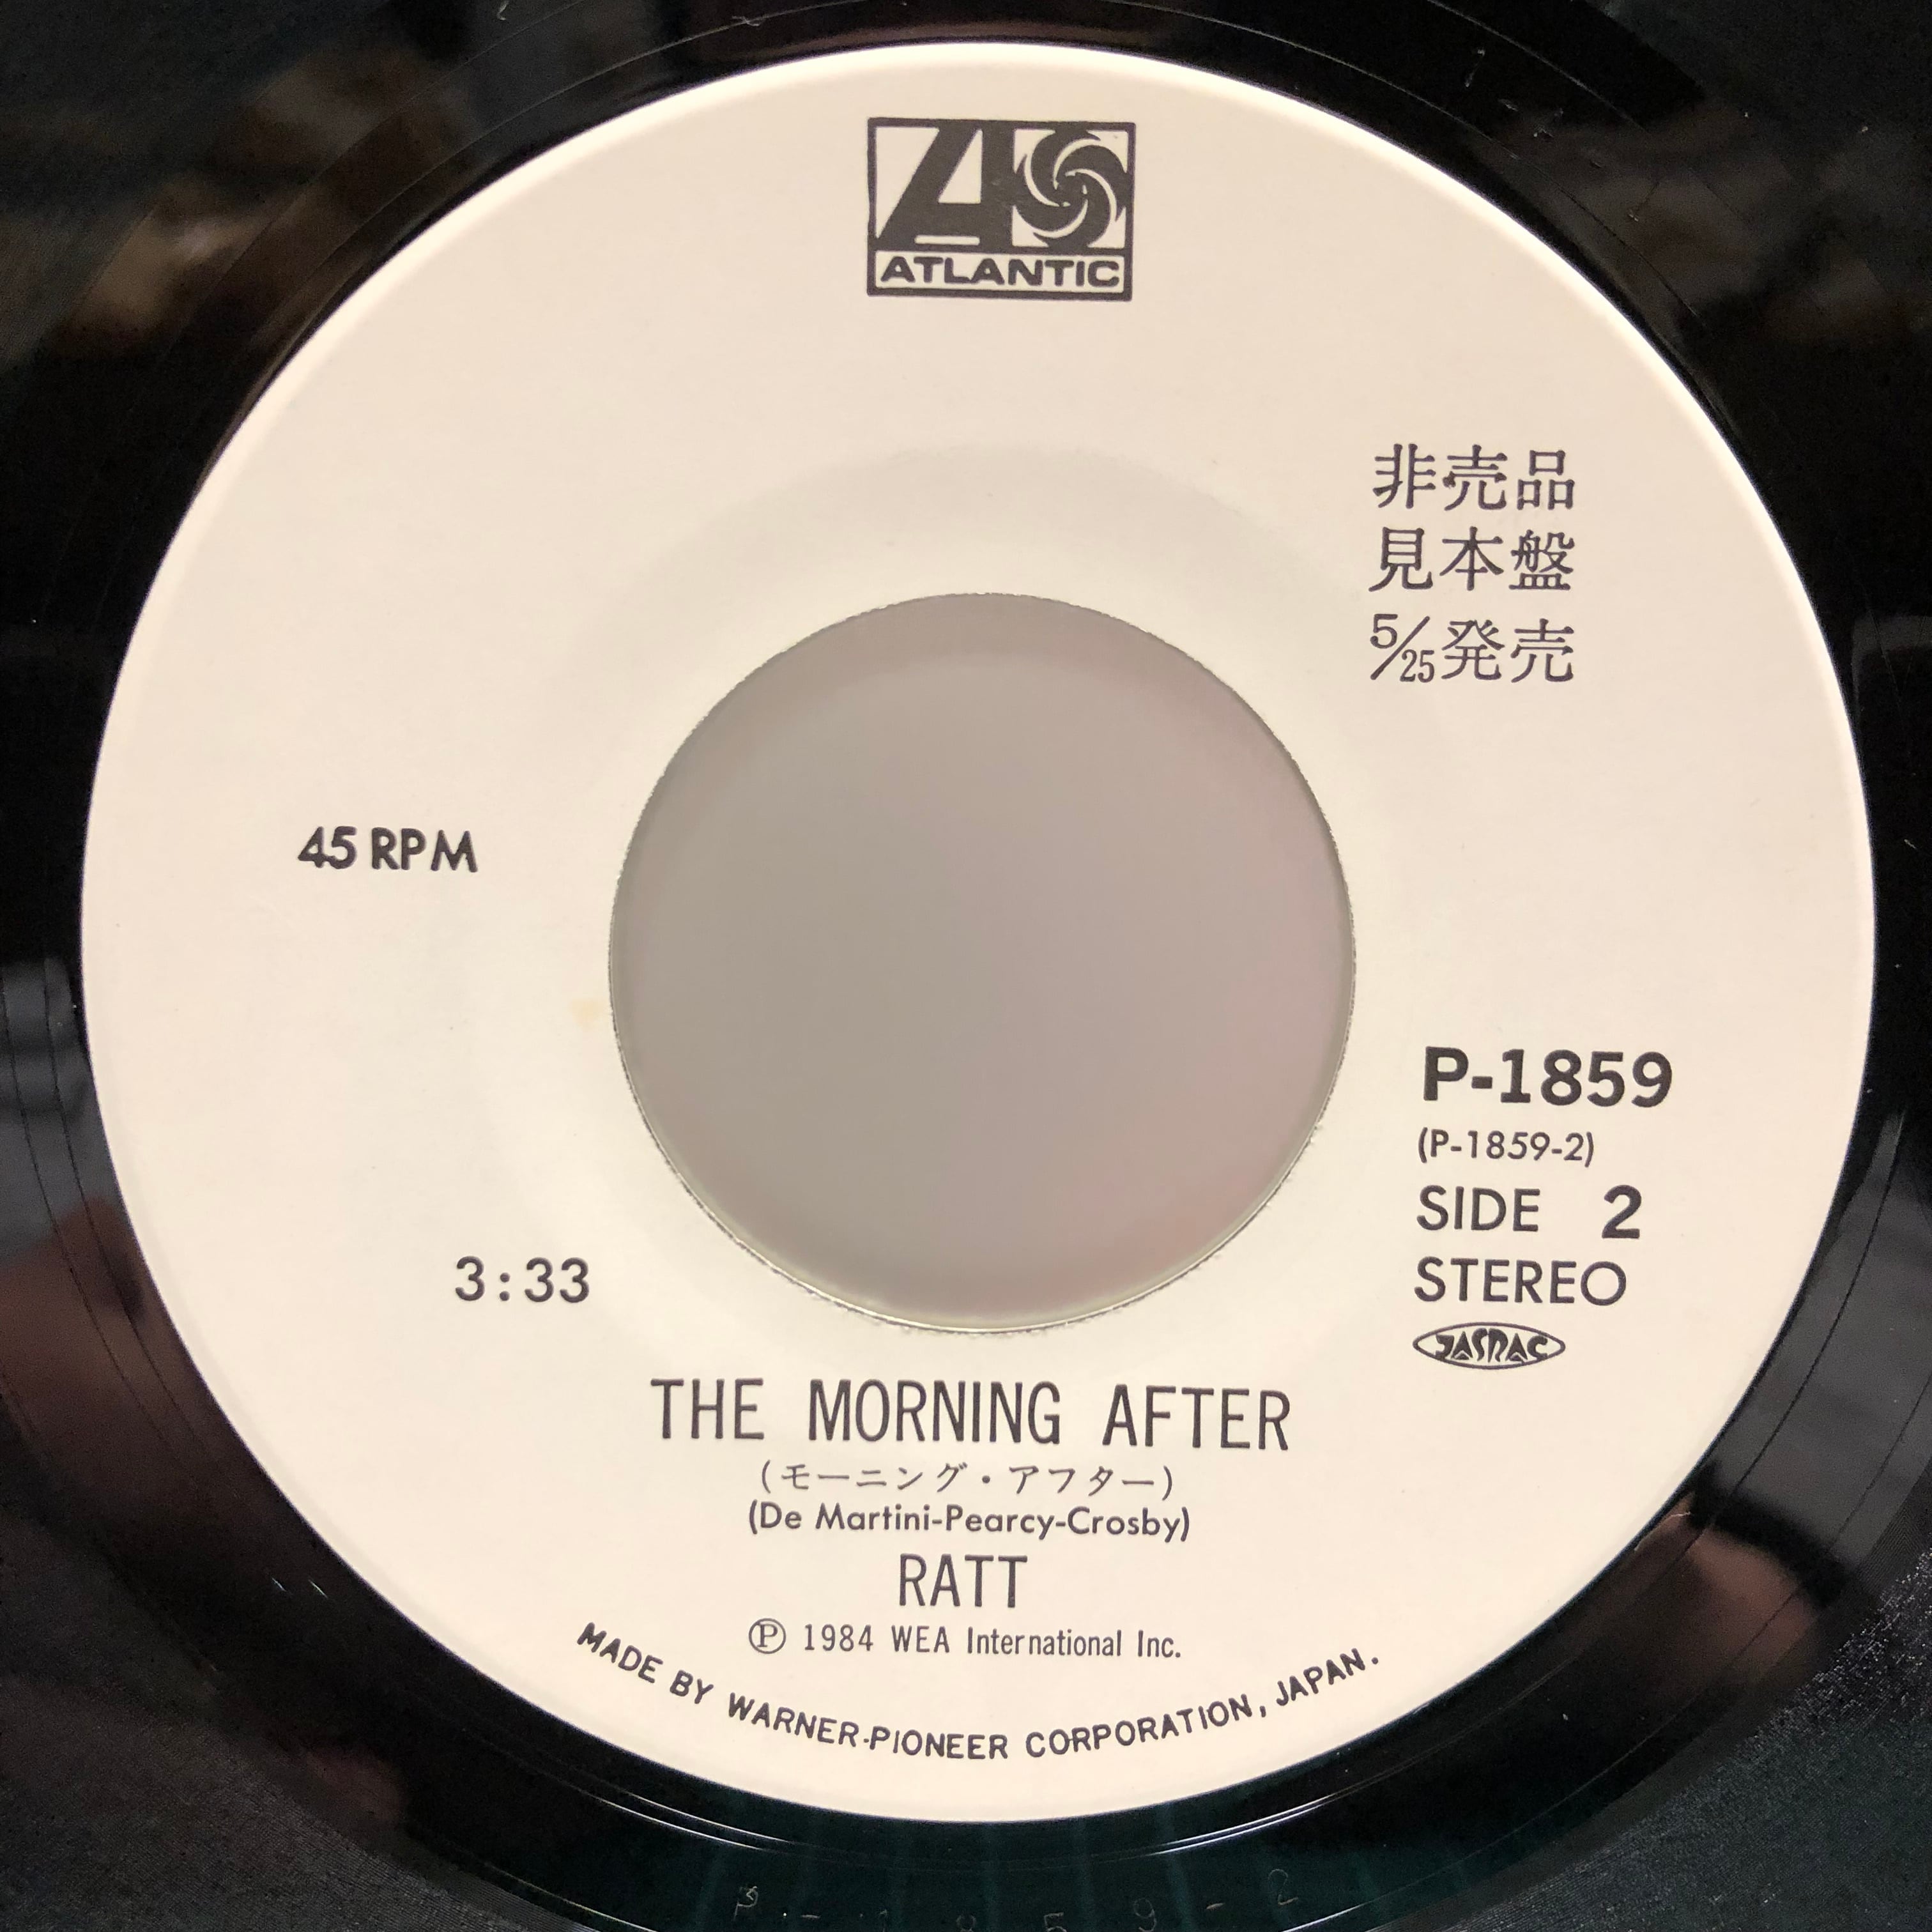 ATLANTIC
非売品
見本盤
5/25発売
45 RPM
P-1859
(P-1859-2)
SIDE 2
STEREO
JASRAC
3:33
THE MORNING AFTER
(モーニング・アフター)
(De Martini-Pearcy-Crosby)
RATT
Ⓟ 1984 WEA International Inc.
MADE BY WARNER-PIONEER CORPORATION, JAPAN.
P-1859-2